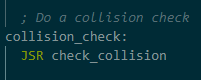 ; Do a collision check
collision_check:
JSR check_collision